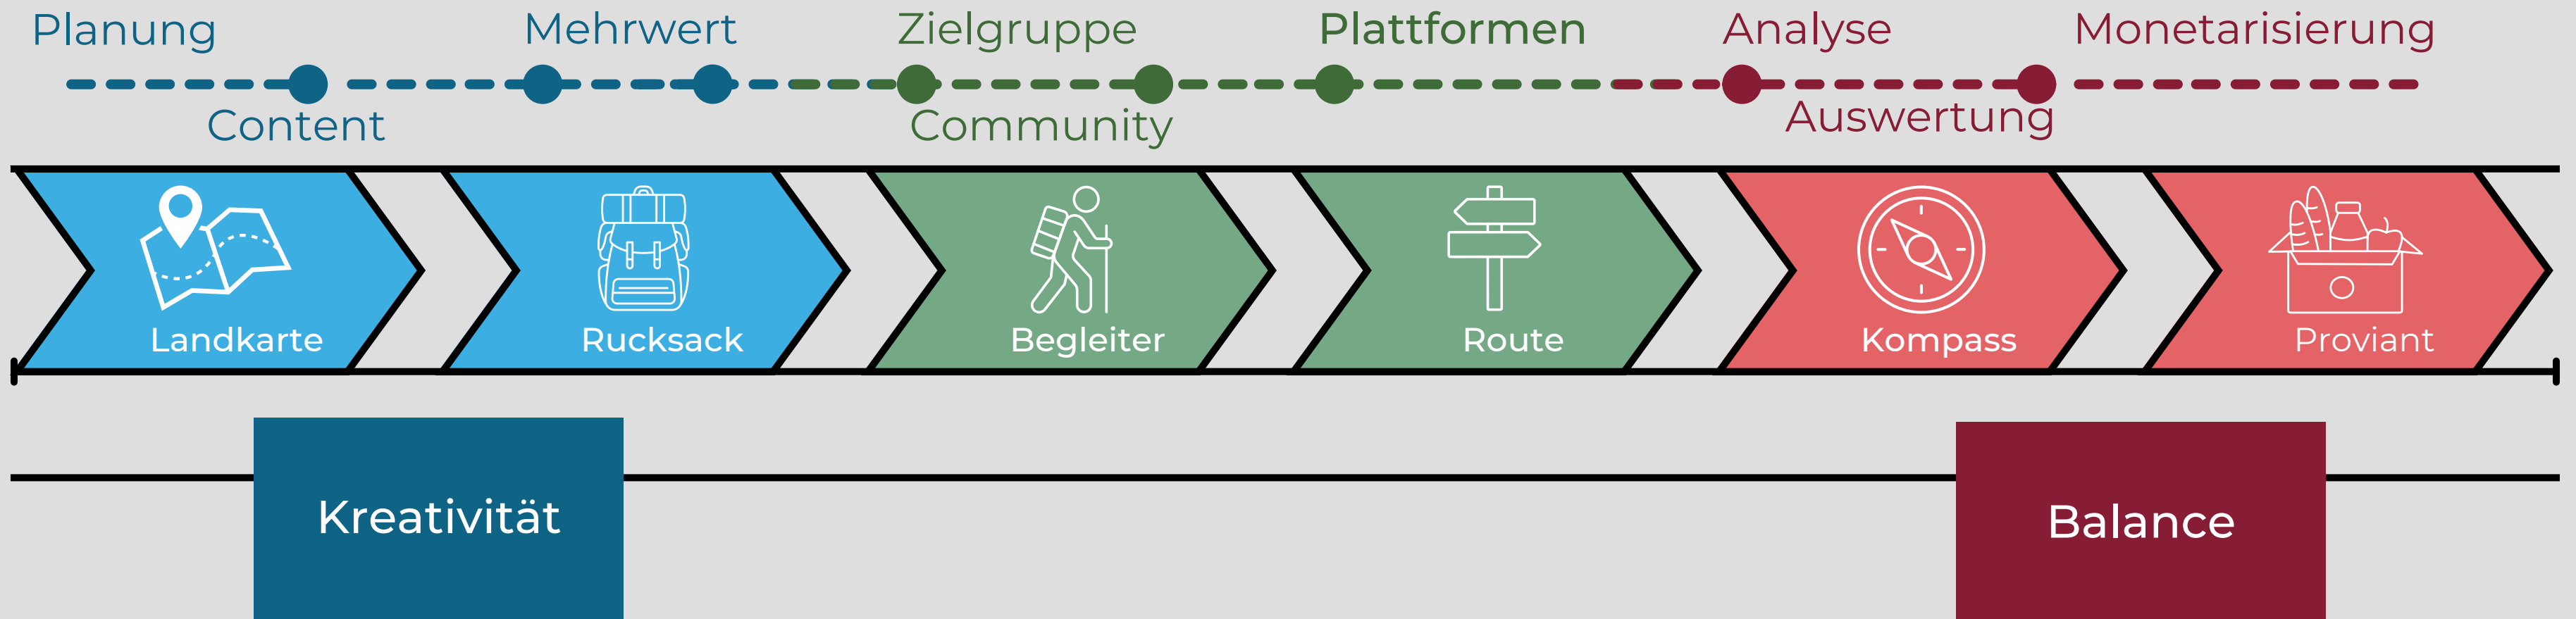 Planung
Mehrwert
Zielgruppe
Plattformen
Analyse
Monetarisierung
Content
Community
Auswertung
Landkarte
Rucksack
Begleiter
Route
Kompass
Proviant
Kreativität
Balance